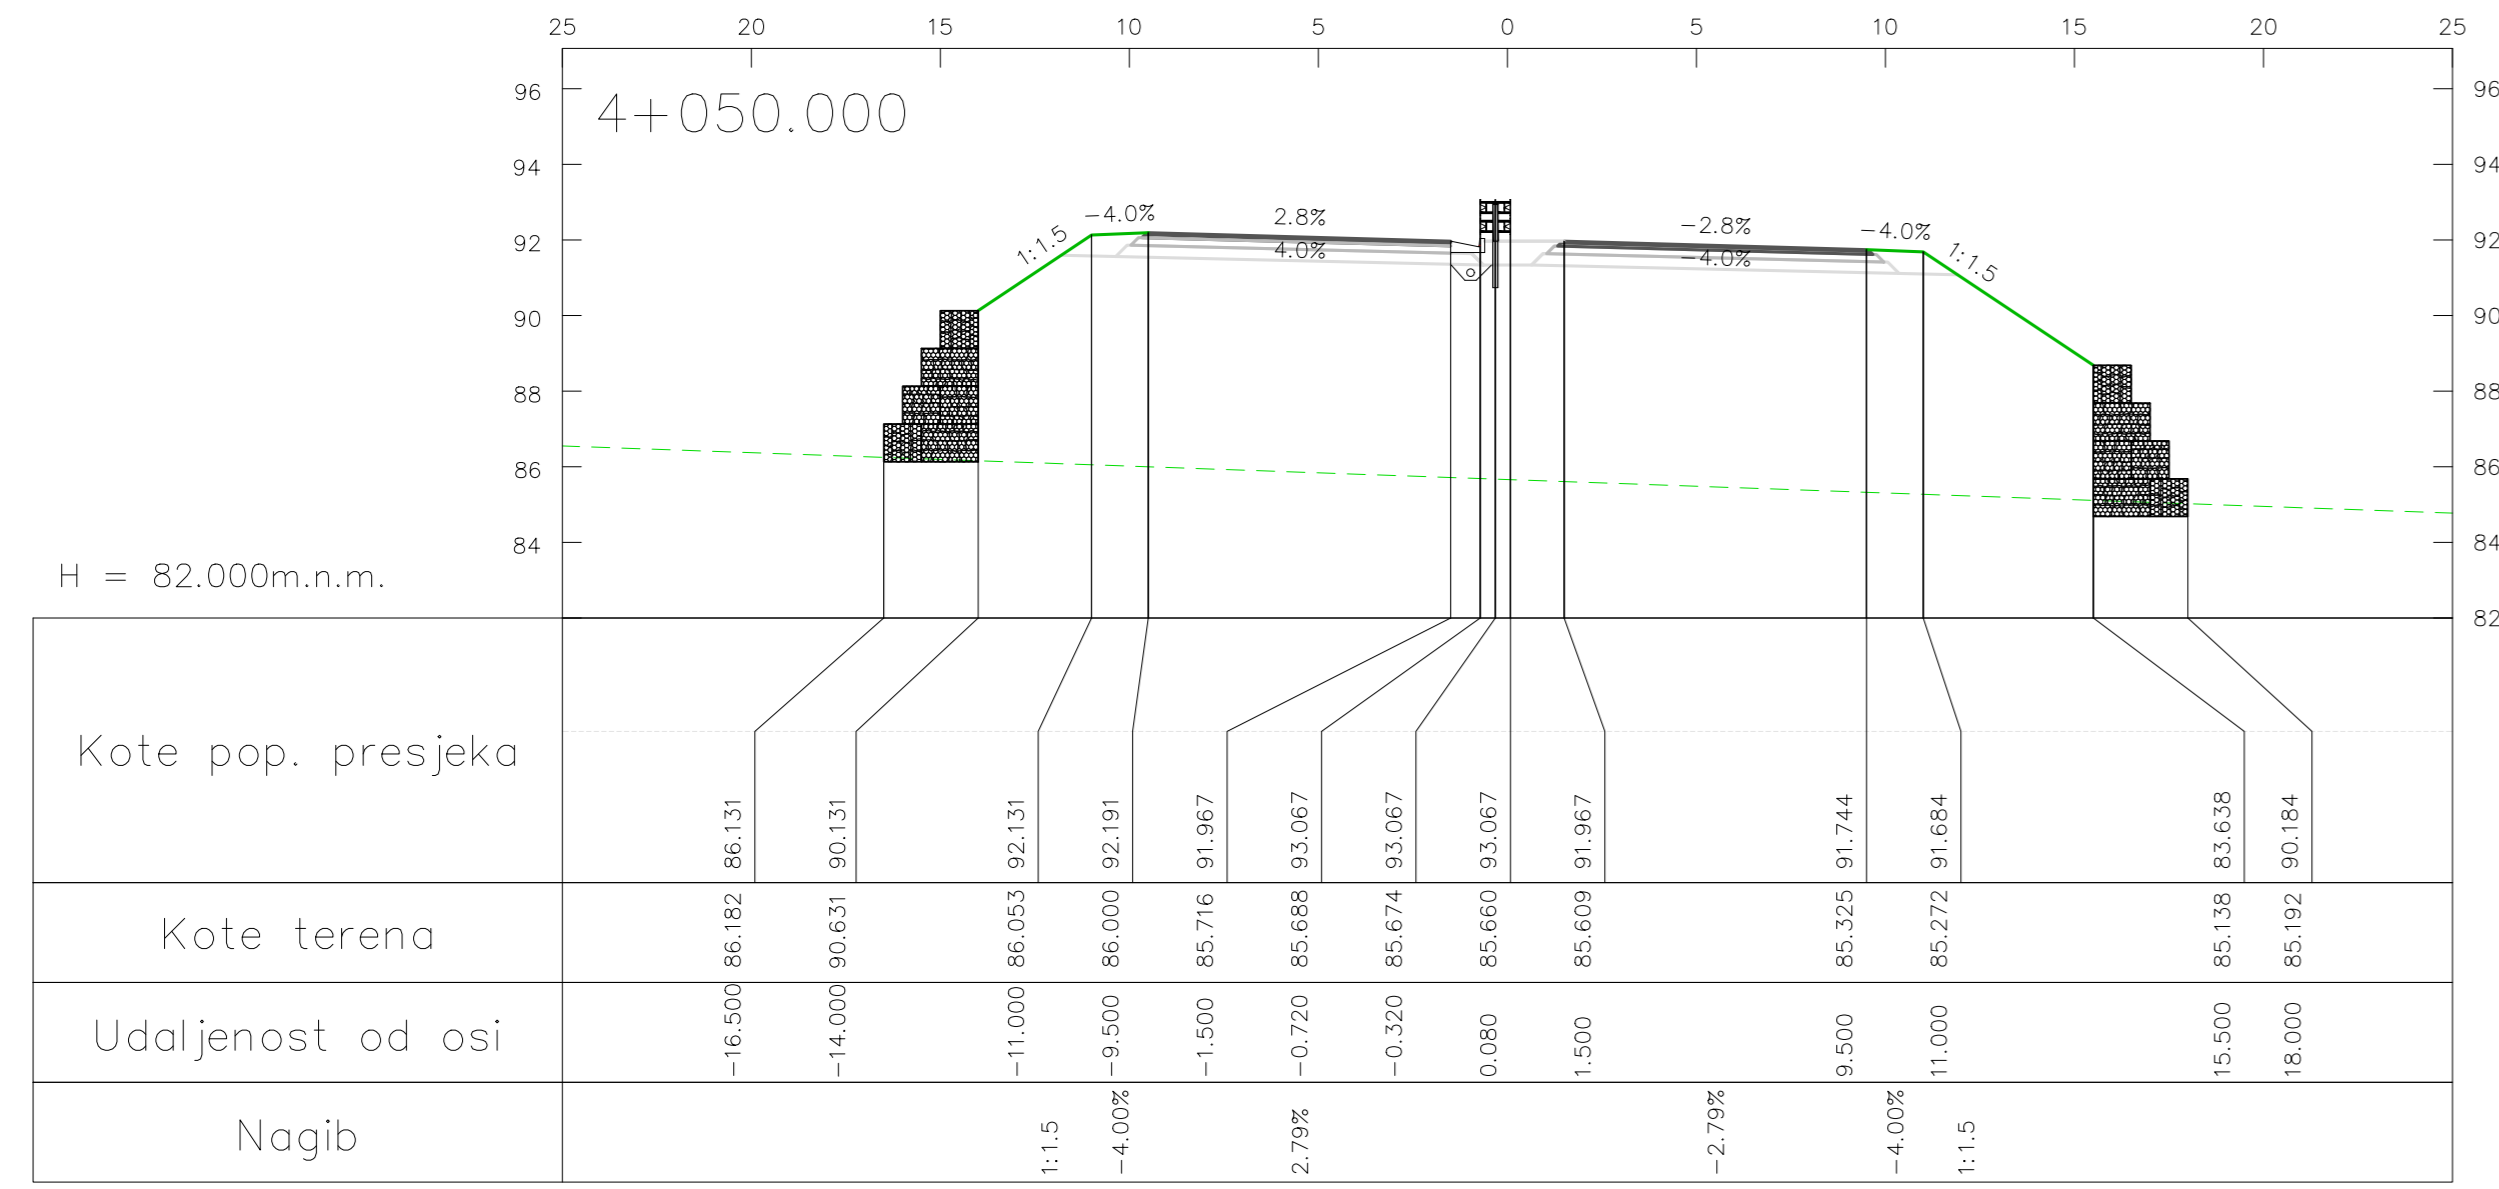 25 20 15 10 5 0 5 10 15 20 25
96 96
4+050.000
94 94
92 92
90 90
88 88
86 86
84 84
82
1:1.5 -4.0% 2.8% -2.8% -4.0% 1:1.5
4.0% -4.0%
H = 82.000m.n.m.
Kote pop. presjeka
86.131 90.131 92.131 92.191 91.967 93.067 93.067 93.067 91.967 91.744 91.684 83.638 90.184
Kote terena
86.182 90.631 86.053 86.000 85.716 85.688 85.674 85.660 85.609 85.325 85.272 85.138 85.192
Udaljenost od osi
-16.500 -14.000 -11.000 -9.500 -1.500 -0.720 -0.320 0.080 1.500 9.500 11.000 15.500 18.000
Nagib
1:1.5 -4.00% 2.79% -2.79% -4.00% 1:1.5